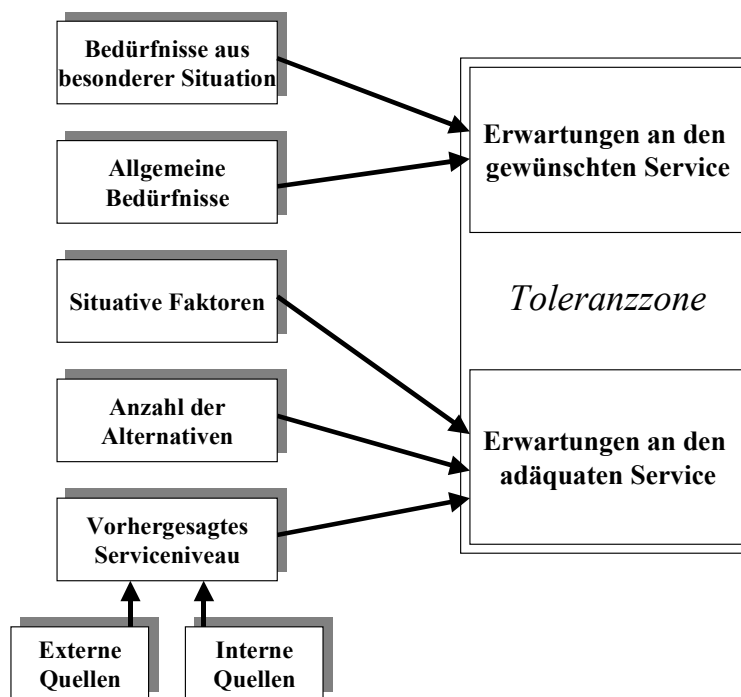 Bedürfnisse aus
besonderer Situation
Allgemeine
Bedürfnisse
Situative Faktoren
Anzahl der
Alternativen
Vorhergesagtes
Serviceniveau
Externe
Quellen
Interne
Quellen
Erwartungen an den
gewünschten Service
Toleranzzone
Erwartungen an den
adäquaten Service